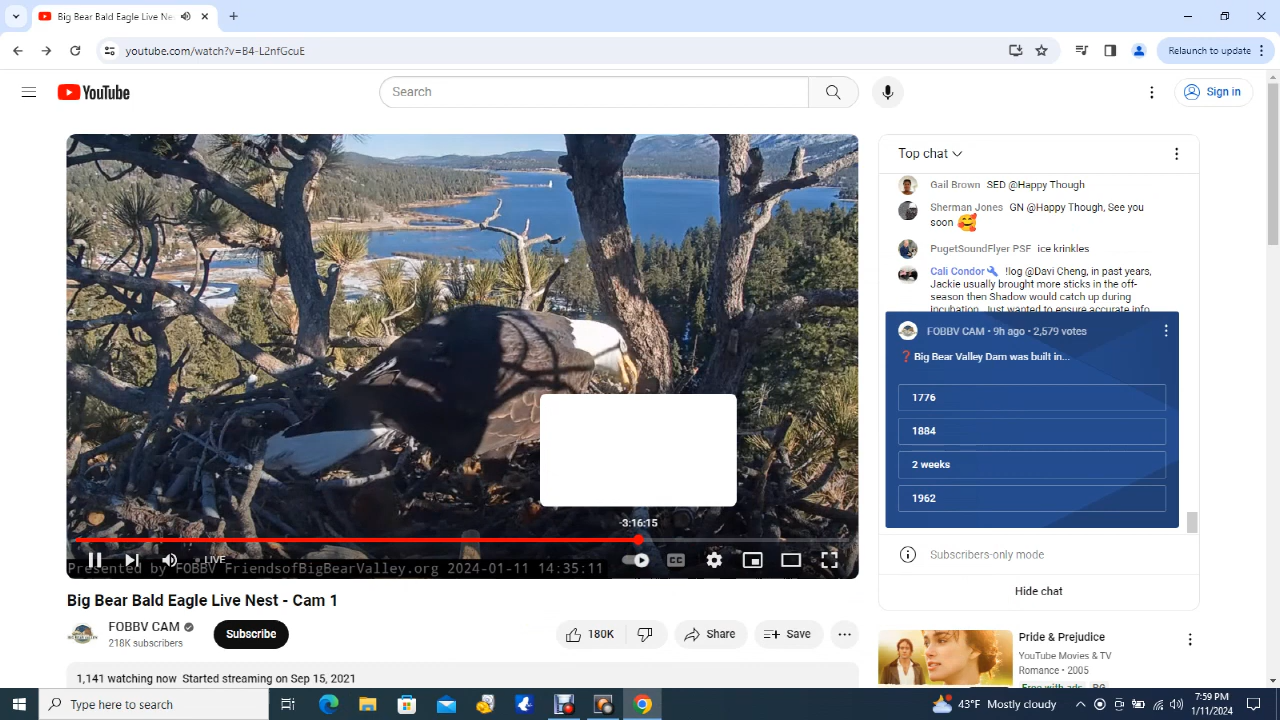 Big Bear Bald Eagle Live Ne
youtube.com/watch?v=B4-L2nfGcuE
Relaunch to update
YouTube
Search
Sign in
Top chat
Gail Brown SED @Happy Though
Sherman Jones GN @Happy Though, See you
soon
PugetSoundFlyer PSF ice krinkles
Cali Condor !log @Davi Cheng, in past years,
Jackie usually brought more sticks in the off-
season then Shadow would catch up during
incubation. Just wanted to ensure accurate info
FOBBV CAM • 9h ago • 2,579 votes
❓Big Bear Valley Dam was built in...
1776
1884
2 weeks
1962
Subscribers-only mode
Hide chat
-3:16:15
LIVE
CC
Presented by FOBBV FriendsofBigBearValley.org 2024-01-11 14:35:11
Big Bear Bald Eagle Live Nest - Cam 1
FOBBV CAM
218K subscribers
Subscribe
180K
Share
Save
1,141 watching now Started streaming on Sep 15, 2021
Pride & Prejudice
YouTube Movies & TV
Romance • 2005
Free with ads PG
Type here to search
43°F Mostly cloudy
7:59 PM
1/11/2024